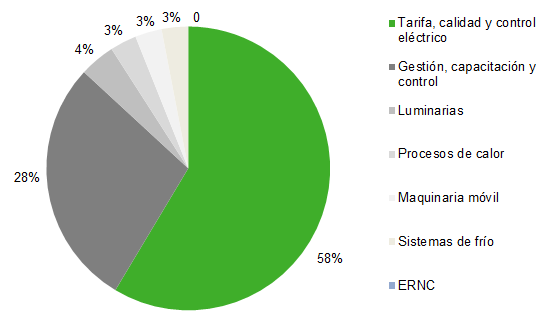 3%
3%
3%
0
4%
28%
58%
Tarifa, calidad y control
eléctrico
Gestión, capacitación y
control
Luminarias
Procesos de calor
Maquinaria móvil
Sistemas de frío
ERNC